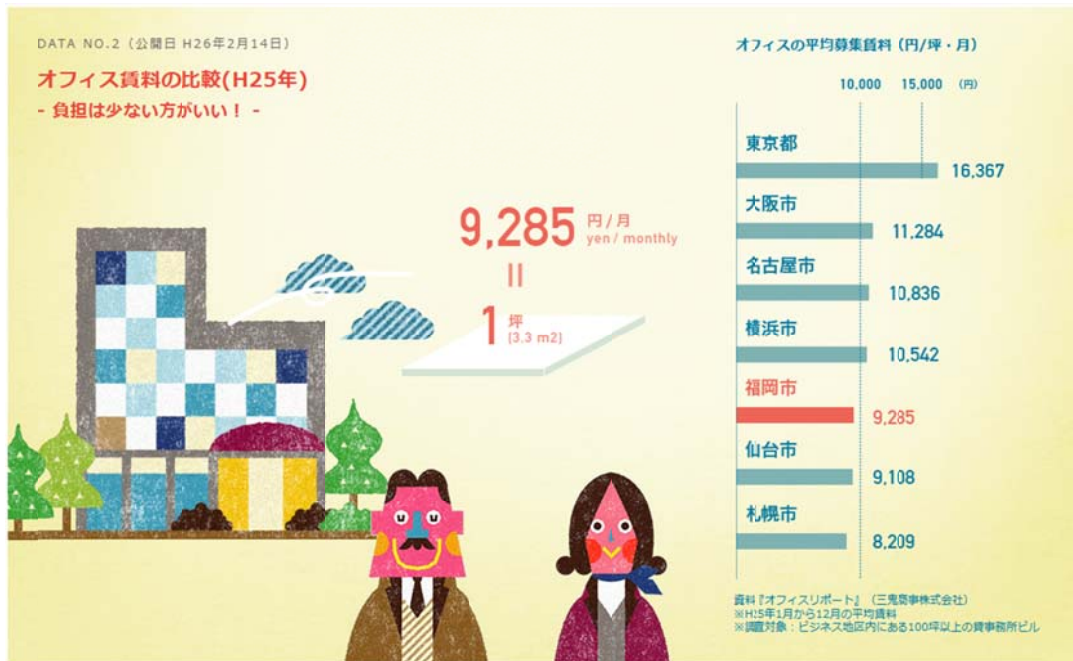 DATA NO.2（公開日 H26年2月14日）
オフィス賃料の比較(H25年)
- 負担は少ない方がいい！ -
9,285 円/月
yen/monthly
=
1 坪
[3.3 m2]
オフィスの平均募集賃料（円/坪・月）
10,000 15,000 （円）
東京都
16,367
大阪市
11,284
名古屋市
10,836
横浜市
10,542
福岡市
9,285
仙台市
9,108
札幌市
8,209
資料『オフィスリポート』（三鬼商事株式会社）
※H25年1月から12月の平均賃料
※調査対象：ビジネス地区内にある100坪以上の貸事務所ビル